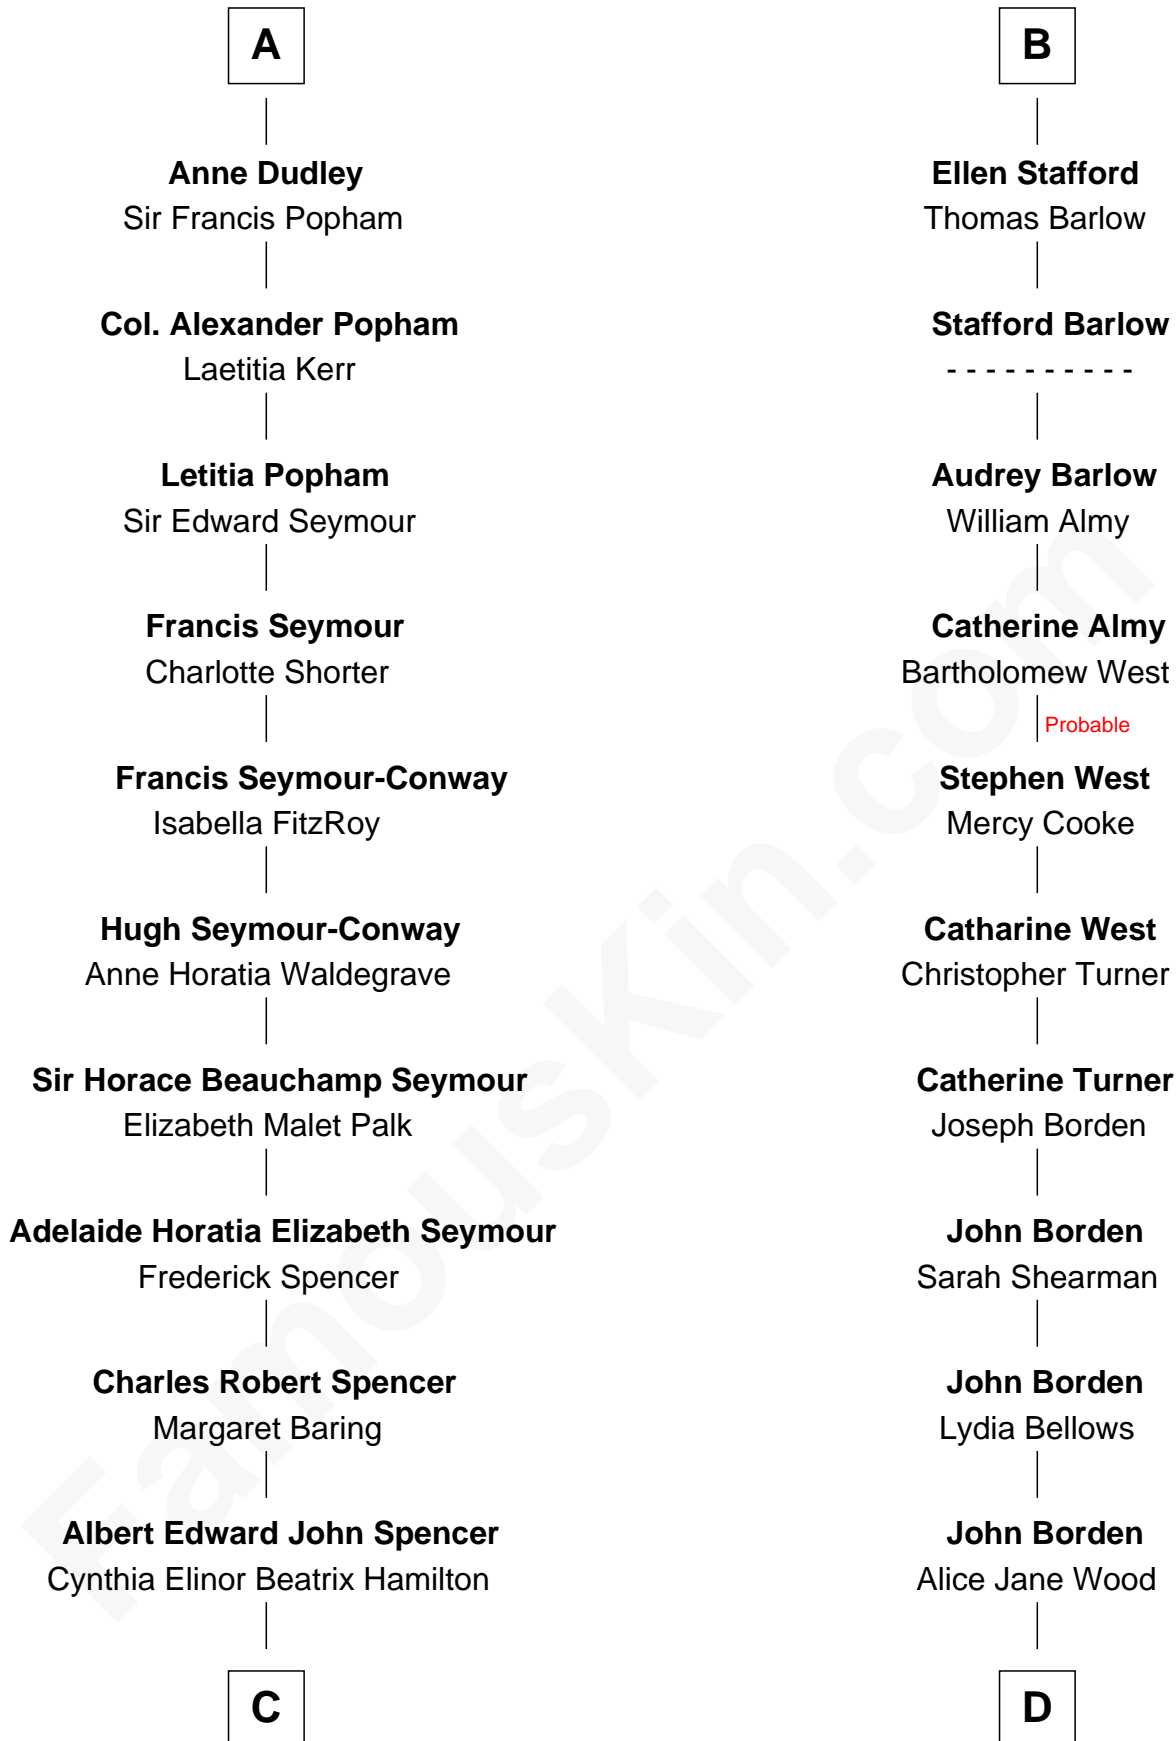 A
Anne Dudley
Sir Francis Popham
Col. Alexander Popham
Laetitia Kerr
Letitia Popham
Sir Edward Seymour
Francis Seymour
Charlotte Shorter
Francis Seymour-Conway
Isabella FitzRoy
Hugh Seymour-Conway
Anne Horatia Waldegrave
Sir Horace Beauchamp Seymour
Elizabeth Malet Palk
Adelaide Horatia Elizabeth Seymour
Frederick Spencer
Charles Robert Spencer
Margaret Baring
Albert Edward John Spencer
Cynthia Elinor Beatrix Hamilton
C
B
Ellen Stafford
Thomas Barlow
Stafford Barlow
- - - - - - - - - -
Audrey Barlow
William Almy
Catherine Almy
Bartholomew West
Probable
Stephen West
Mercy Cooke
Catharine West
Christopher Turner
Catherine Turner
Joseph Borden
John Borden
Sarah Shearman
John Borden
Lydia Bellows
John Borden
Alice Jane Wood
D
FamousKin.com